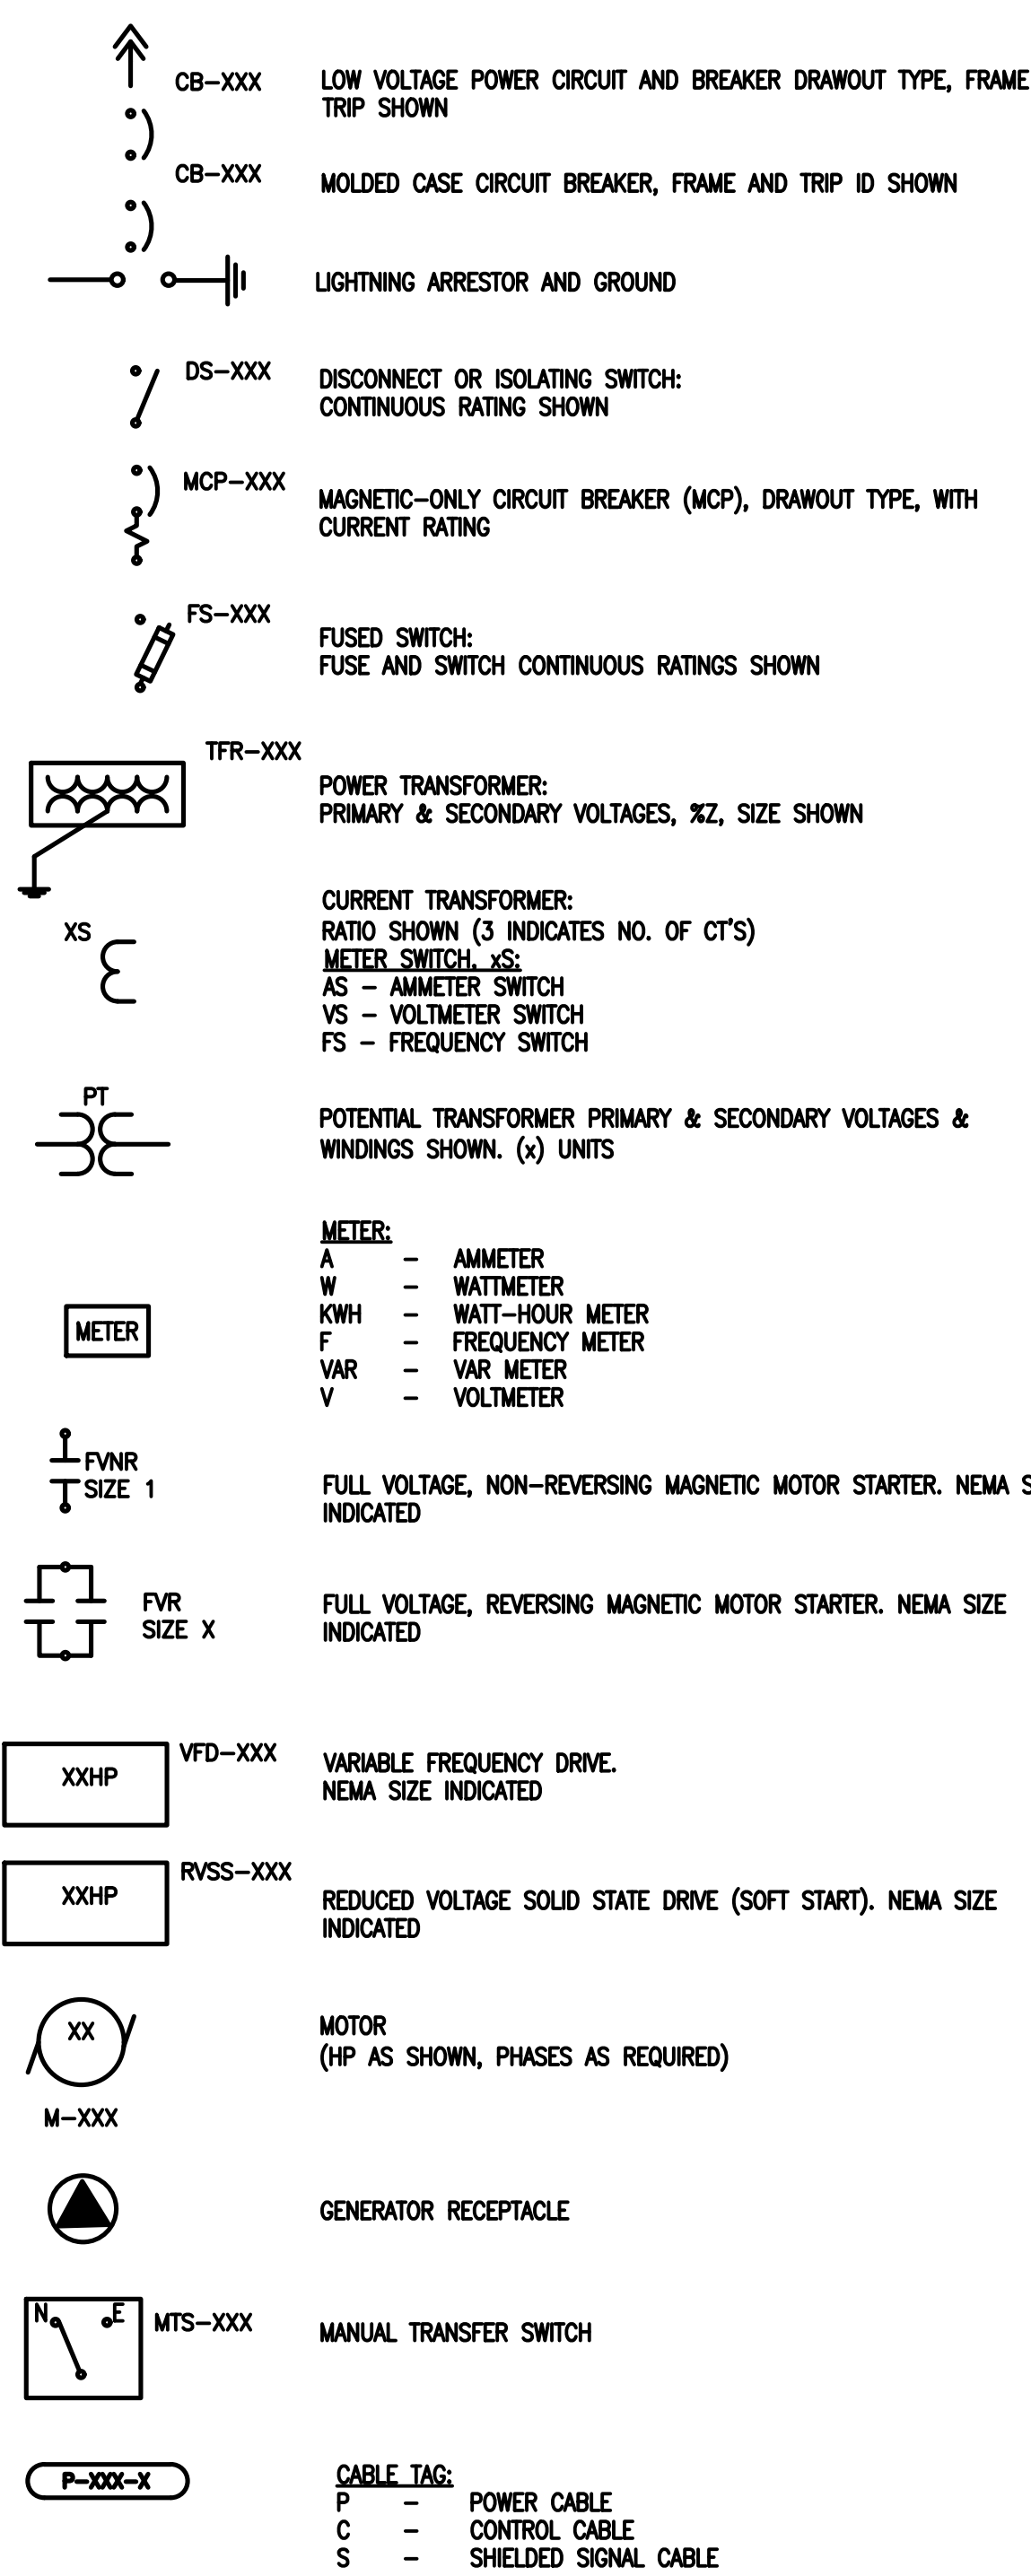 CB-XXX
LOW VOLTAGE POWER CIRCUIT AND BREAKER DRAWOUT TYPE, FRAME
TRIP SHOWN
CB-XXX
MOLDED CASE CIRCUIT BREAKER, FRAME AND TRIP ID SHOWN
LIGHTNING ARRESTOR AND GROUND
DS-XXX
DISCONNECT OR ISOLATING SWITCH:
CONTINUOUS RATING SHOWN
MCP-XXX
MAGNETIC-ONLY CIRCUIT BREAKER (MCP), DRAWOUT TYPE, WITH
CURRENT RATING
FS-XXX
FUSED SWITCH:
FUSE AND SWITCH CONTINUOUS RATINGS SHOWN
TFR-XXX
POWER TRANSFORMER:
PRIMARY & SECONDARY VOLTAGES, %Z, SIZE SHOWN
XS
CURRENT TRANSFORMER:
RATIO SHOWN (3 INDICATES NO. OF CT'S)
METER SWITCH, xS:
AS - AMMETER SWITCH
VS - VOLTMETER SWITCH
FS - FREQUENCY SWITCH
PT
POTENTIAL TRANSFORMER PRIMARY & SECONDARY VOLTAGES &
WINDINGS SHOWN. (x) UNITS
METER
METER:
A - AMMETER
W - WATTMETER
KWH - WATT-HOUR METER
F - FREQUENCY METER
VAR - VAR METER
V - VOLTMETER
FVNR
SIZE 1
FULL VOLTAGE, NON-REVERSING MAGNETIC MOTOR STARTER. NEMA S
INDICATED
FVR
SIZE X
FULL VOLTAGE, REVERSING MAGNETIC MOTOR STARTER. NEMA SIZE
INDICATED
XXHP
VFD-XXX
VARIABLE FREQUENCY DRIVE.
NEMA SIZE INDICATED
XXHP
RVSS-XXX
REDUCED VOLTAGE SOLID STATE DRIVE (SOFT START). NEMA SIZE
INDICATED
XX
M-XXX
MOTOR
(HP AS SHOWN, PHASES AS REQUIRED)
GENERATOR RECEPTACLE
N E
MTS-XXX
MANUAL TRANSFER SWITCH
P-XXX-X
CABLE TAG:
P - POWER CABLE
C - CONTROL CABLE
S - SHIELDED SIGNAL CABLE